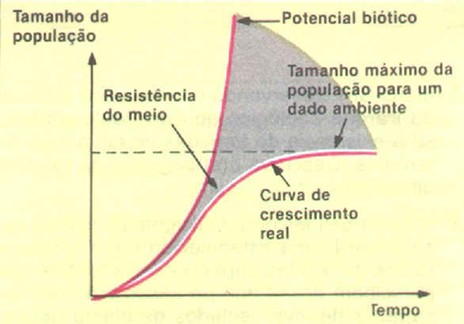 Tamanho da
população
Potencial biótico
Tamanho máximo da
população para um
dado ambiente
Resistência
do meio
Curva de
crescimento
real
Tempo